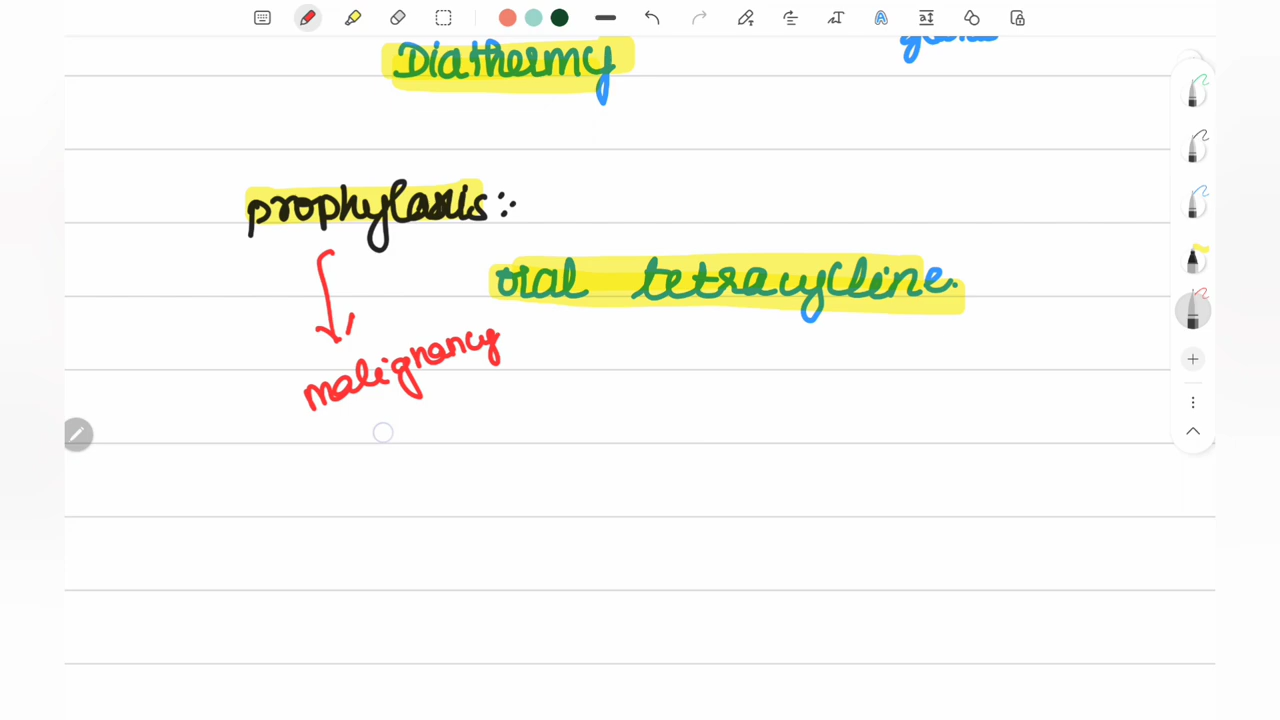 Diathermy
prophylaxis:-
oral tetracycline.
malignancy